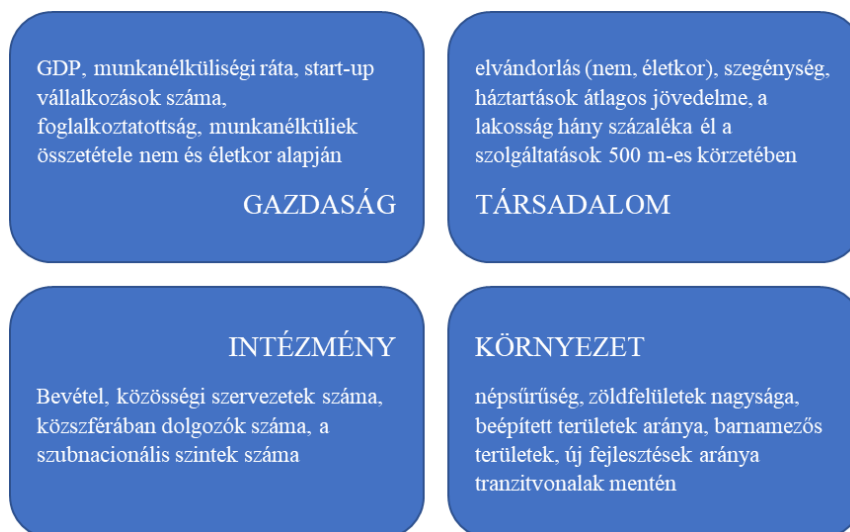 GDP, munkanélküliségi ráta, start-up
vállalkozások száma,
foglalkoztatottság, munkanélküliek
összetétele nem és életkor alapján
GAZDASÁG
elvándorlás (nem, életkor), szegénység,
háztartások átlagos jövedelme, a
lakosság hány százaléka él a
szolgáltatások 500 m-es körzetében
TÁRSADALOM
INTÉZMÉNY
Bevétel, közösségi szervezetek száma,
közszférában dolgozók száma, a
szubnacionális szintek száma
KÖRNYEZET
népsűrűség, zöldfelületek nagysága,
beépített területek aránya, barnamezős
területek, új fejlesztések aránya
tranzitvonalak mentén